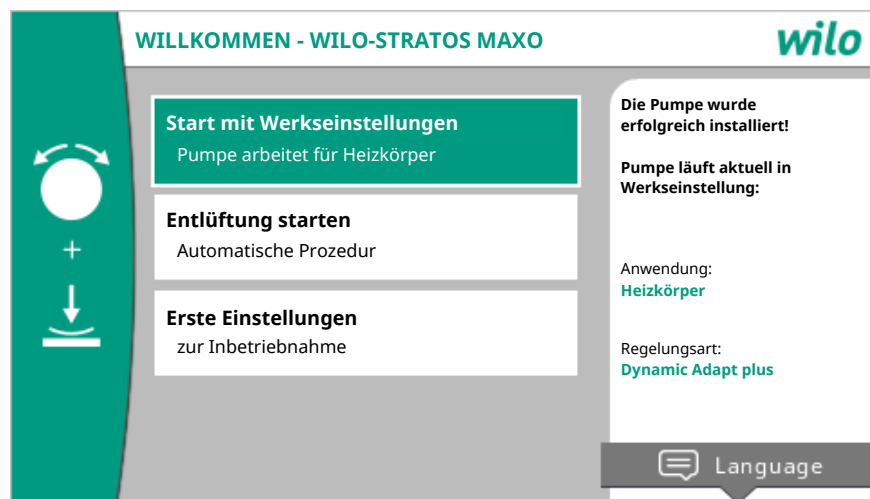 WILLKOMMEN - WILO-STRATOS MAXO
wilo
Start mit Werkseinstellungen
Pumpe arbeitet für Heizkörper
Entlüftung starten
Automatische Prozedur
Erste Einstellungen
zur Inbetriebnahme
+
Die Pumpe wurde
erfolgreich installiert!
Pumpe läuft aktuell in
Werkseinstellung:
Anwendung:
Heizkörper
Regelungsart:
Dynamic Adapt plus
Language